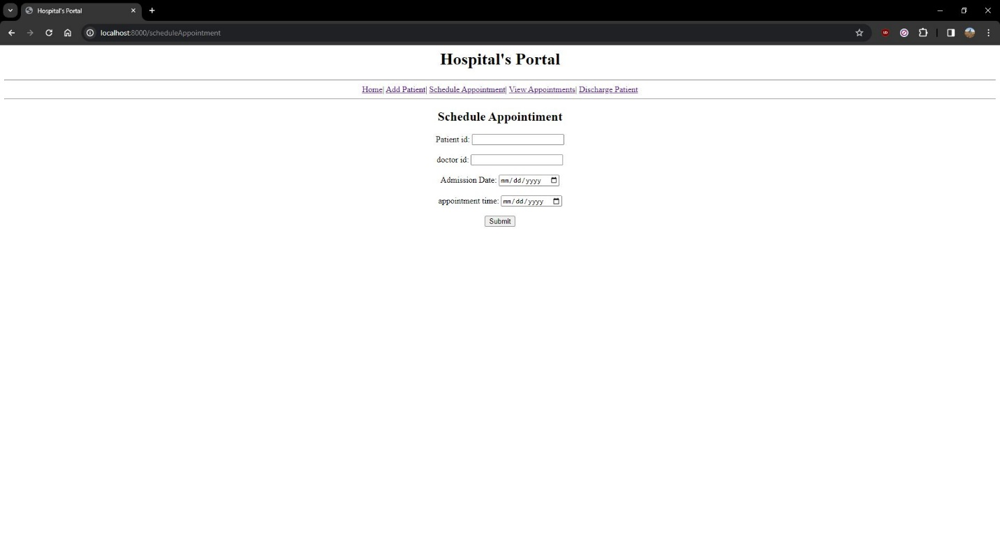 Hospital's Portal
localhost:8000/scheduleAppointment
Hospital's Portal
Home| Add Patient| Schedule Appointment| View Appointments| Discharge Patient
Schedule Appointiment
Patient id:
doctor id:
Admission Date: mm/dd/yyyy
appointment time: mm/dd/yyyy
Submit